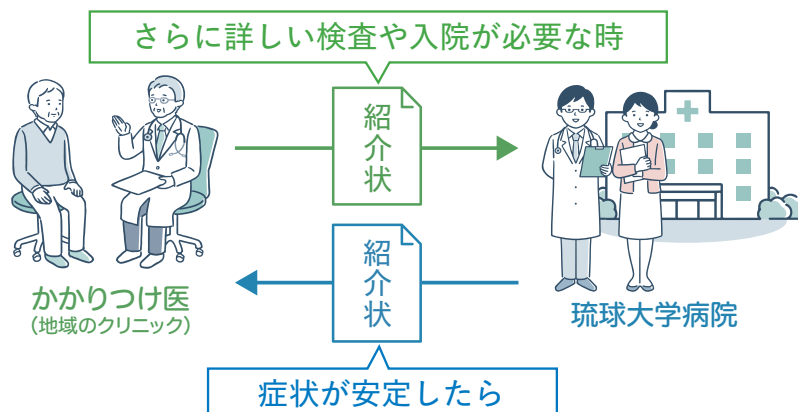 さらに詳しい検査や入院が必要な時
紹介状
かかりつけ医
(地域のクリニック)
琉球大学病院
紹介状
症状が安定したら